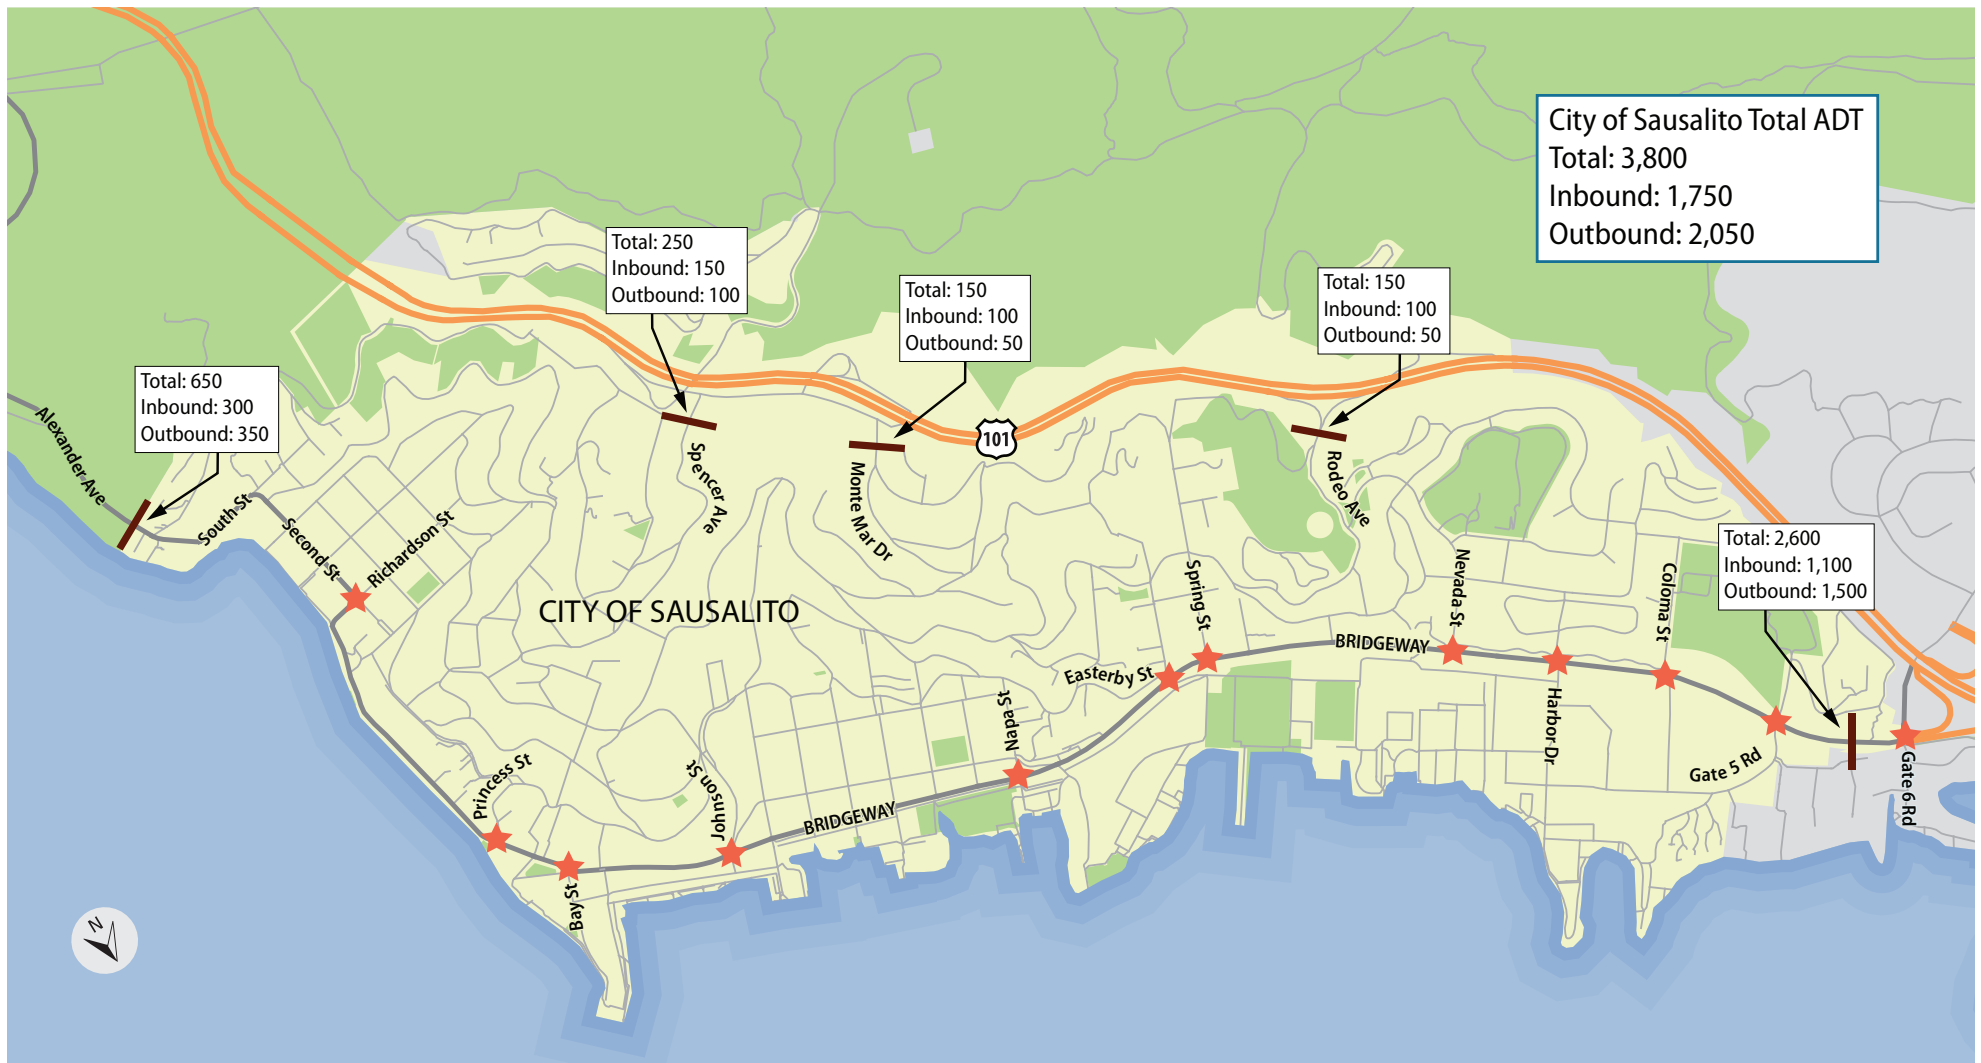 City of Sausalito Total ADT
Total: 3,800
Inbound: 1,750
Outbound: 2,050
Total: 250
Inbound: 150
Outbound: 100
Total: 150
Inbound: 100
Outbound: 50
Total: 150
Inbound: 100
Outbound: 50
Total: 650
Inbound: 300
Outbound: 350
101
Alexander Ave
South St
Second St
Richardson St
Spencer Ave
Monte Mar Dr
Rodeo Ave
Total: 2,600
Inbound: 1,100
Outbound: 1,500
CITY OF SAUSALITO
Spring St
Nevada St
Coloma St
BRIDGEWAY
Easterby St
Napa St
Harbor Dr
Gate 5 Rd
Gate 6 Rd
Princess St
Johnson St
BRIDGEWAY
Bay St
N